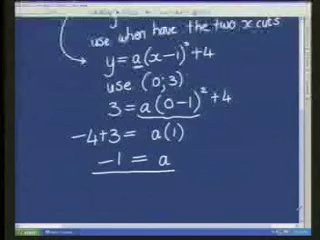 use when have the two x cuts
y = a(x-1)² + 4
use (0;3)
3 = a(0-1)² + 4
-4+3 = a(1)
-1 = a